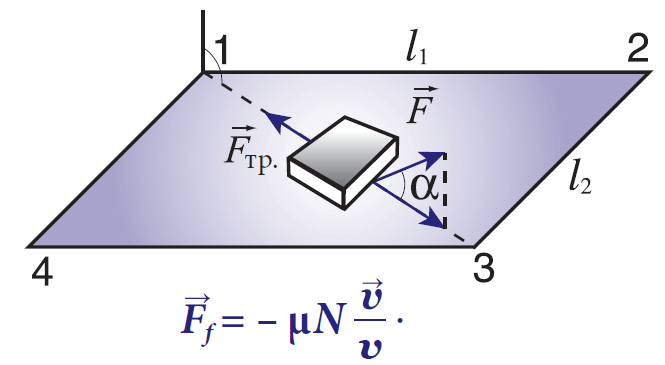 1 l₁ 2
F⃗
F⃗тр.
α
l₂
4 3
F⃗f = − μN v⃗/v ·